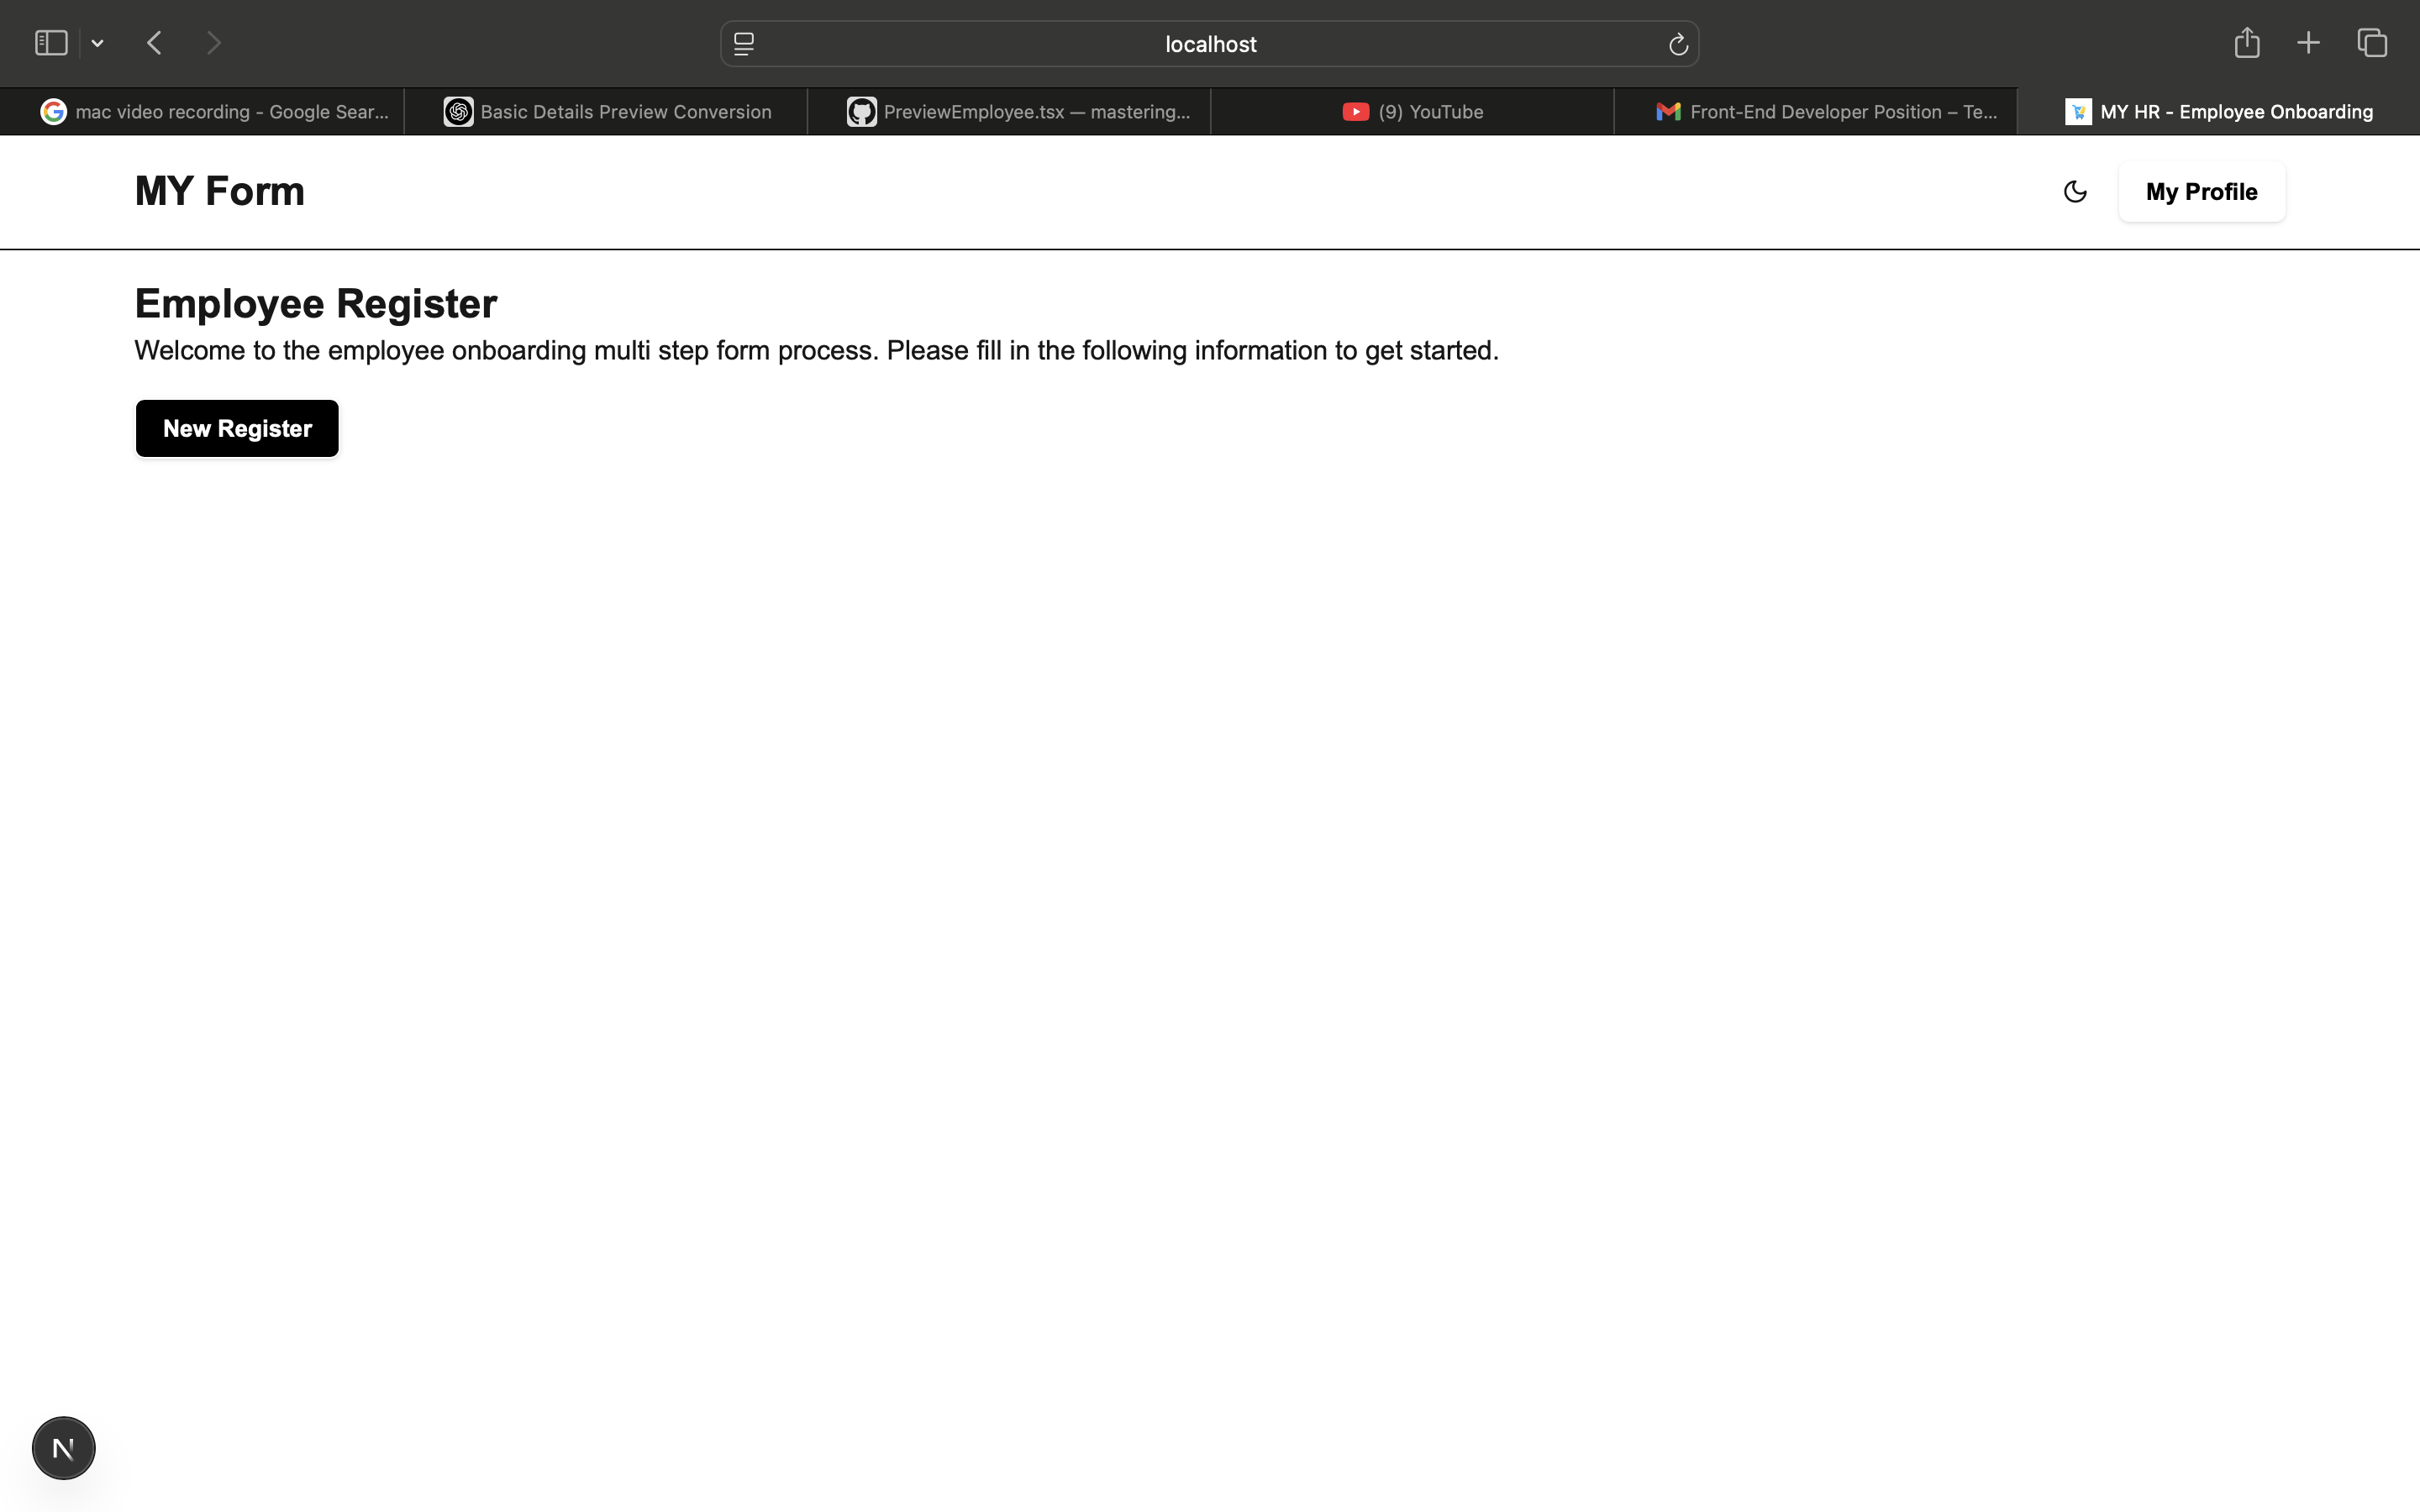 localhost
mac video recording - Google Sear...
Basic Details Preview Conversion
PreviewEmployee.tsx — mastering...
(9) YouTube
Front-End Developer Position – Te...
MY HR - Employee Onboarding
MY Form
My Profile
Employee Register
Welcome to the employee onboarding multi step form process. Please fill in the following information to get started.
New Register
N